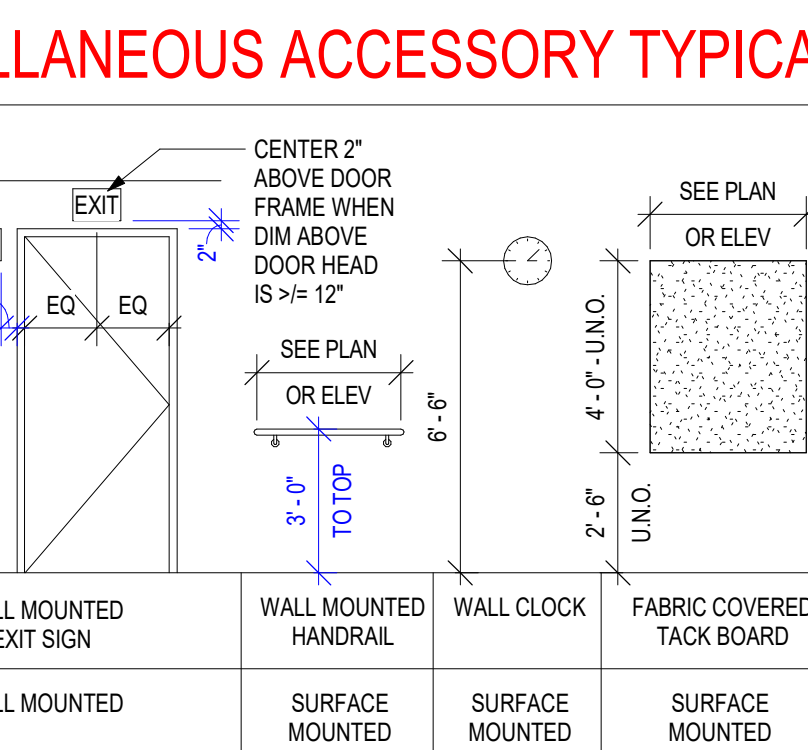 LLANEOUS ACCESSORY TYPICA
CENTER 2"
ABOVE DOOR
FRAME WHEN
DIM ABOVE
DOOR HEAD
IS >/= 12"
EXIT
2"
EQ
EQ
SEE PLAN
OR ELEV
3' - 0"
TO TOP
6' - 6"
SEE PLAN
OR ELEV
4' - 0" - U.N.O.
2' - 6"
U.N.O.
LL MOUNTED
EXIT SIGN
WALL MOUNTED
HANDRAIL
WALL CLOCK
FABRIC COVERED
TACK BOARD
LL MOUNTED
SURFACE
MOUNTED
SURFACE
MOUNTED
SURFACE
MOUNTED